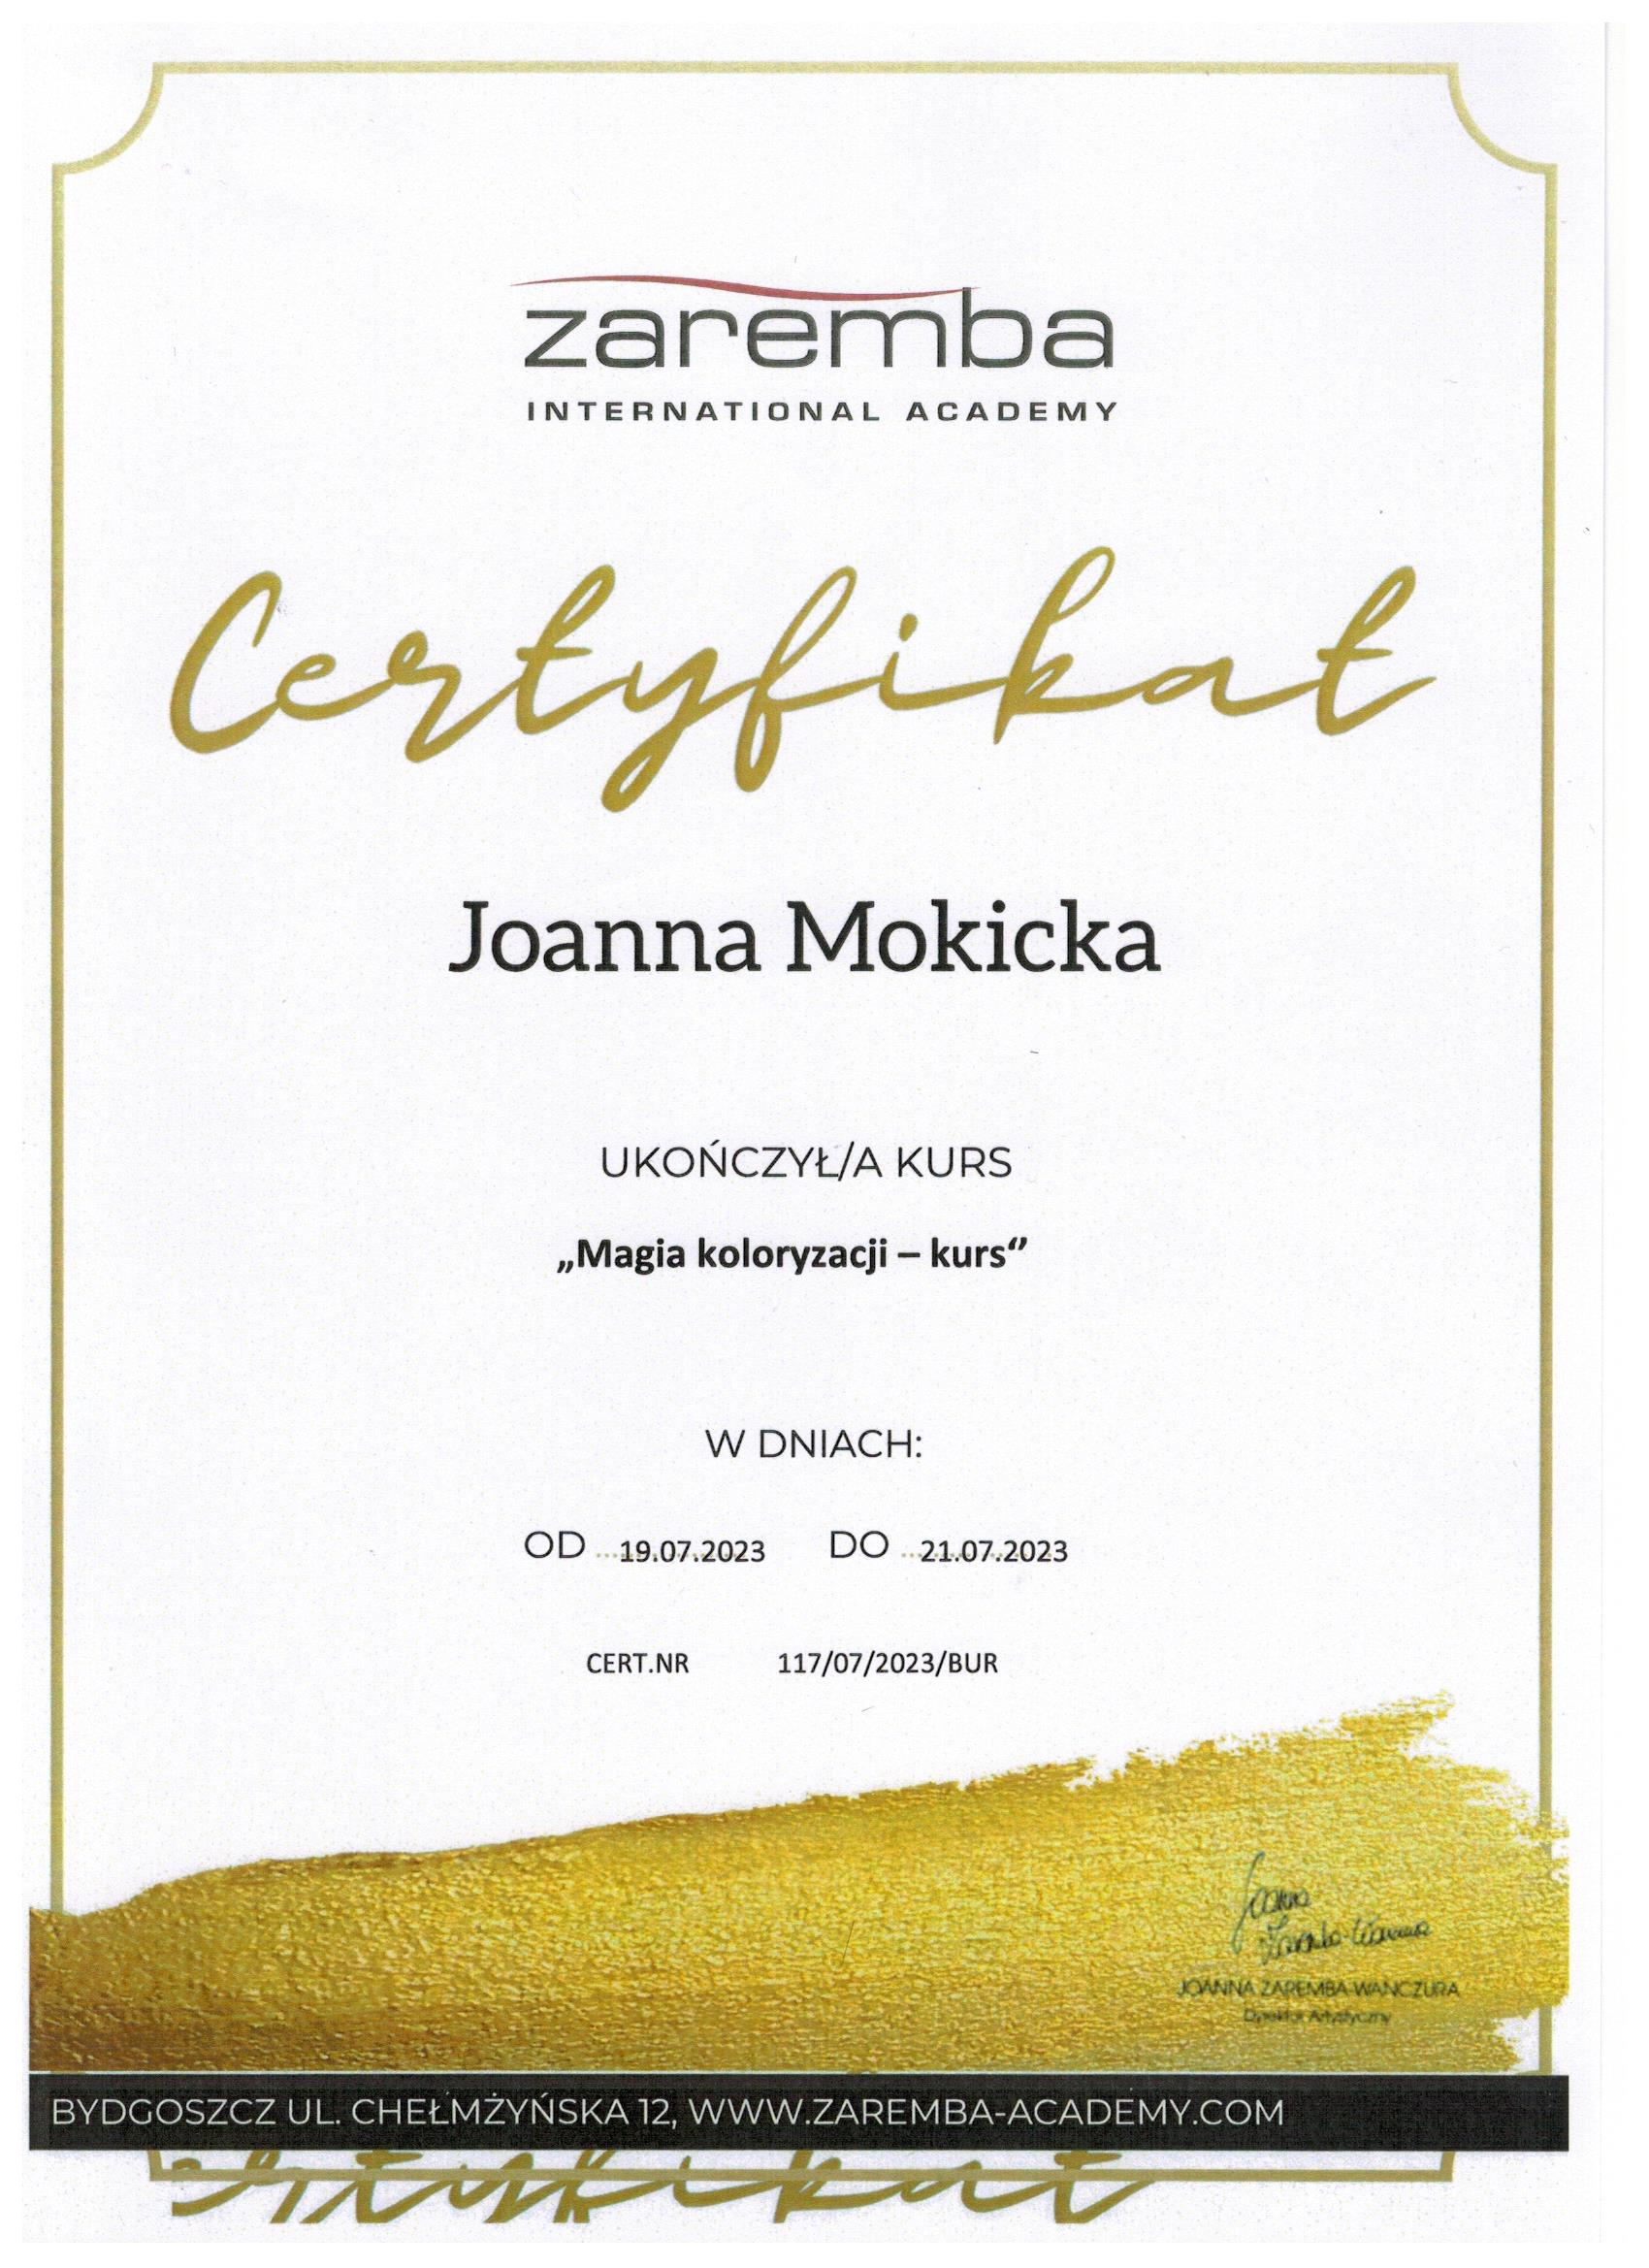 zaremba
INTERNATIONAL ACADEMY
Certyfikat
Joanna Mokicka
UKOŃCZYŁ/A KURS
„Magia koloryzacji – kurs“
W DNIACH:
OD 19.07.2023 DO 21.07.2023
CERT.NR 117/07/2023/BUR
Joanna
Zaremba-Wanczura
JOANNA ZAREMBA-WANCZURA
Dyrektor Artystyczny
BYDGOSZCZ UL. CHEŁMŻYŃSKA 12, WWW.ZAREMBA-ACADEMY.COM